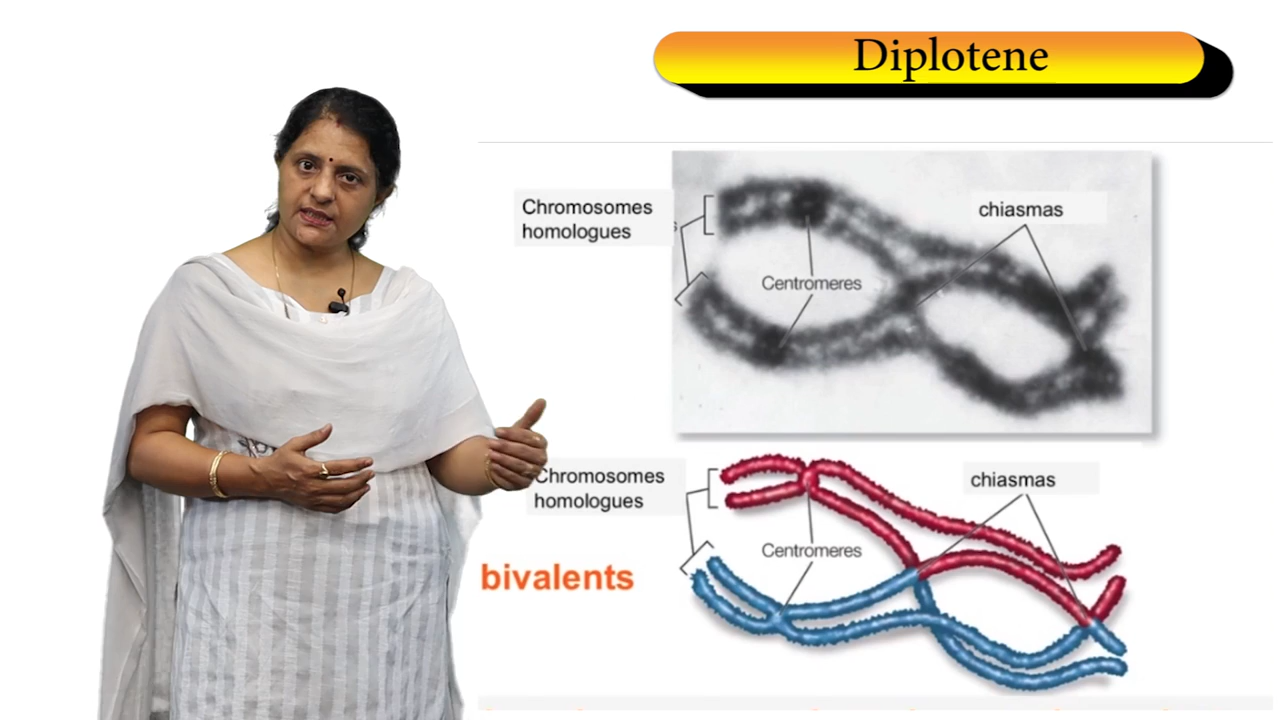 Diplotene
Chromosomes
homologues
chiasmas
Centromeres
Chromosomes
homologues
chiasmas
Centromeres
bivalents